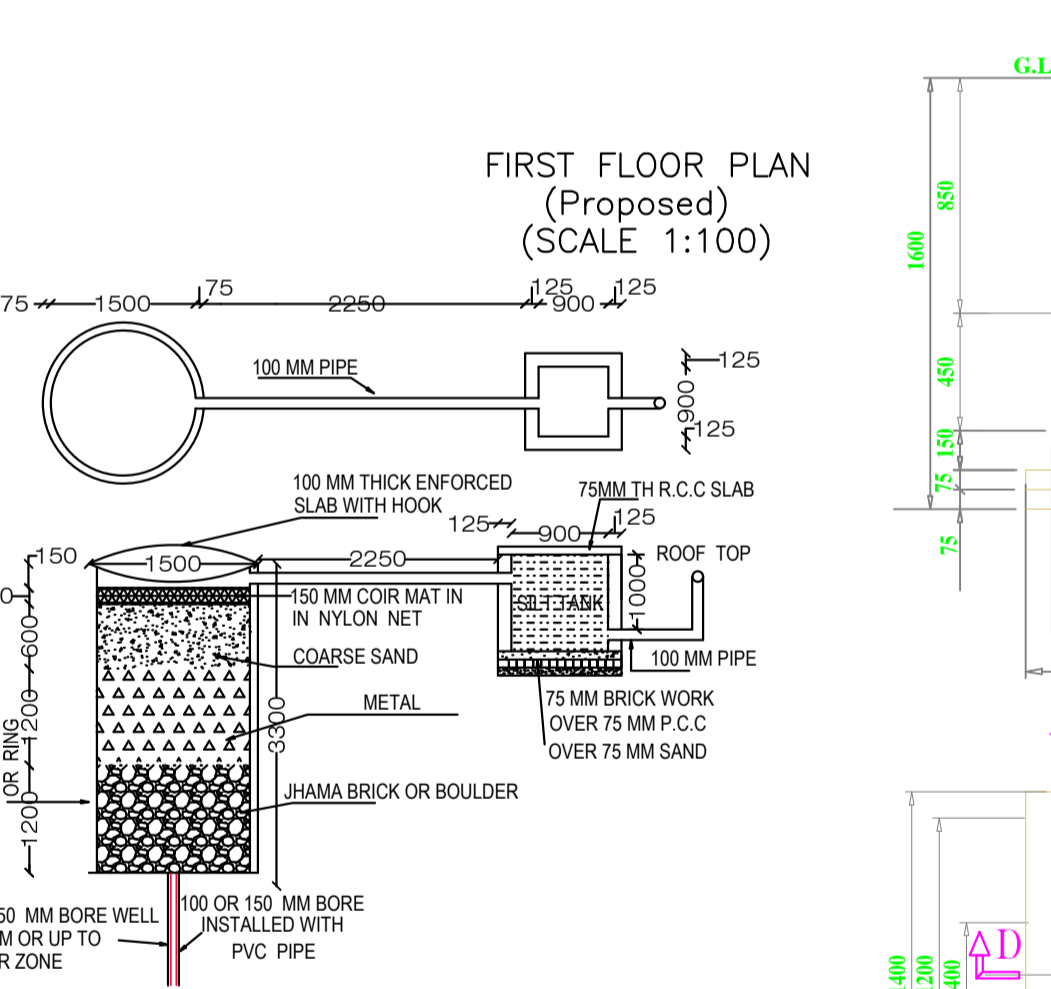 G.L
FIRST FLOOR PLAN
(Proposed)
(SCALE 1:100)
850
1600
450
150
75
75
75
1500
75
2250
125
900
125
100 MM PIPE
125
900
125
100 MM THICK ENFORCED
SLAB WITH HOOK
75MM TH R.C.C SLAB
125
900
125
150
1500
2250
ROOF TOP
1000
SILT TANK
150 MM COIR MAT IN
IN NYLON NET
600
COARSE SAND
100 MM PIPE
METAL
75 MM BRICK WORK
OVER 75 MM P.C.C
OVER 75 MM SAND
1200
3300
OR RING
JHAMA BRICK OR BOULDER
1200
50 MM BORE WELL
M OR UP TO
R ZONE
100 OR 150 MM BORE
INSTALLED WITH
PVC PIPE
1400
1200
400
D